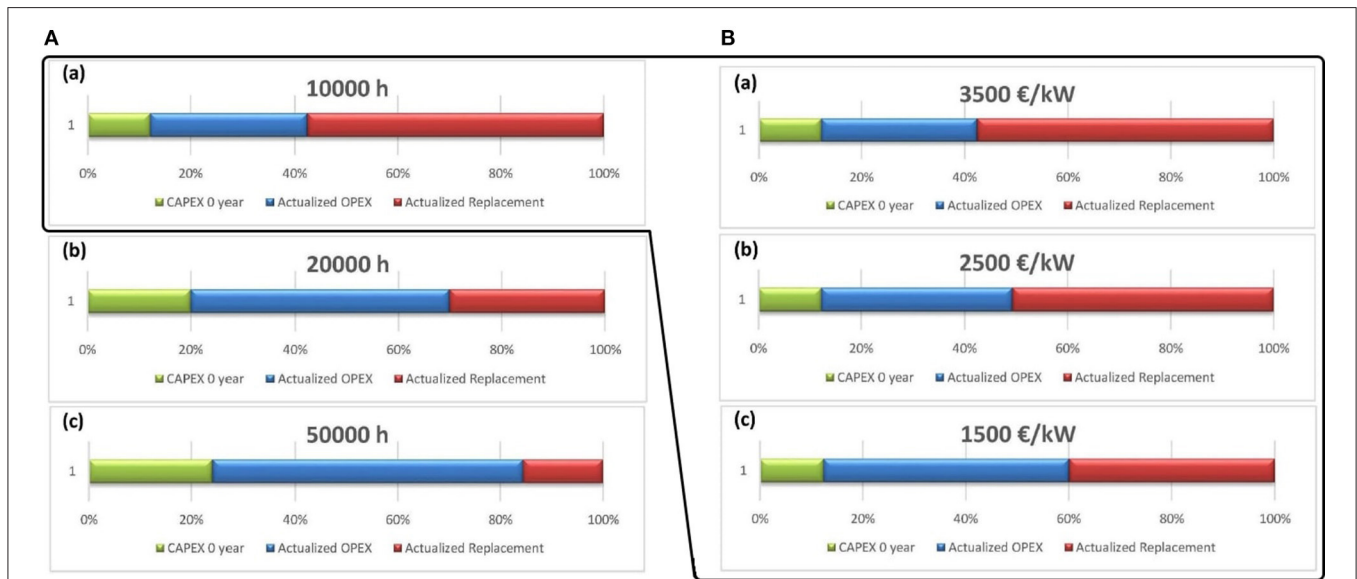 A
(a)
10000 h
1
0% 20% 40% 60% 80% 100%
CAPEX 0 year Actualized OPEX Actualized Replacement
(b)
20000 h
1
0% 20% 40% 60% 80% 100%
CAPEX 0 year Actualized OPEX Actualized Replacement
(c)
50000 h
1
0% 20% 40% 60% 80% 100%
CAPEX 0 year Actualized OPEX Actualized Replacement
B
(a)
3500 €/kW
1
0% 20% 40% 60% 80% 100%
CAPEX 0 year Actualized OPEX Actualized Replacement
(b)
2500 €/kW
1
0% 20% 40% 60% 80% 100%
CAPEX 0 year Actualized OPEX Actualized Replacement
(c)
1500 €/kW
1
0% 20% 40% 60% 80% 100%
CAPEX 0 year Actualized OPEX Actualized Replacement